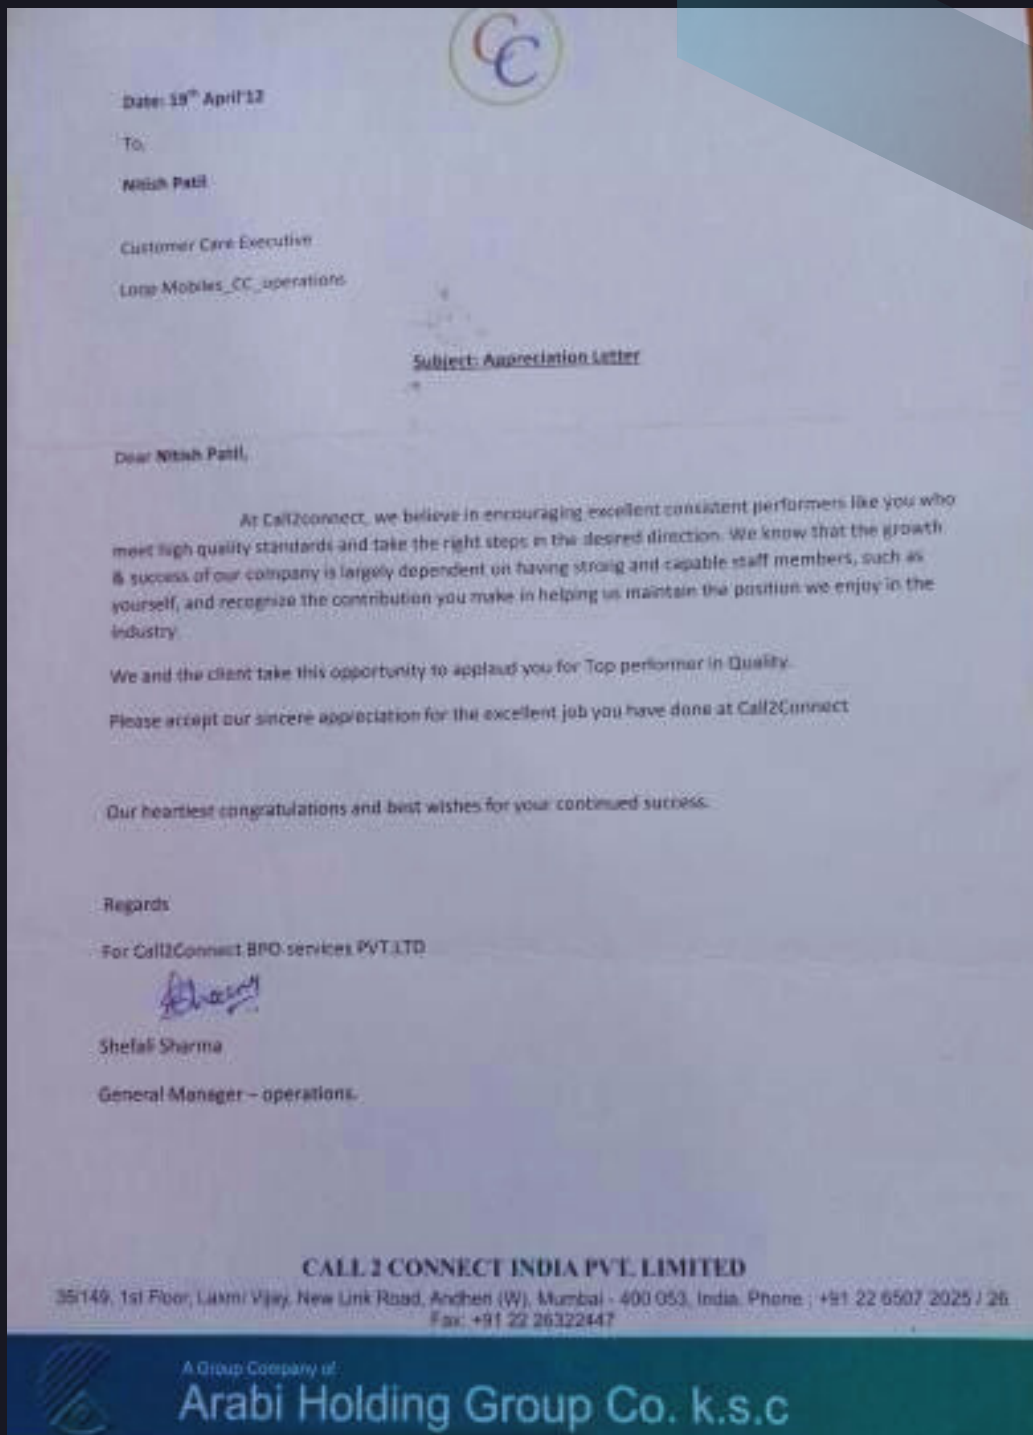 CC
Date: 19th April'12
To,
Nitish Patil
Customer Care Executive
Loop Mobiles_CC_operations
Subject: Appreciation Letter
Dear Nitish Patil,
At Call2connect, we believe in encouraging excellent consistent performers like you who
meet high quality standards and take the right steps in the desired direction. We know that the growth
& success of our company is largely dependent on having strong and capable staff members, such as
yourself, and recognize the contribution you make in helping us maintain the position we enjoy in the
industry.
We and the client take this opportunity to applaud you for Top performer in Quality.
Please accept our sincere appreciation for the excellent job you have done at Call2Connect
Our heartiest congratulations and best wishes for your continued success.
Regards
For Call2Connect BPO services PVT.LTD
Shefali Sharma
General Manager – operations.
CALL 2 CONNECT INDIA PVT. LIMITED
35/149, 1st Floor, Laxmi Vijay, New Link Road, Andheri (W), Mumbai - 400 053, India. Phone : +91 22 6507 2025 / 26
Fax: +91 22 26322447
A Group Company of
Arabi Holding Group Co. k.s.c